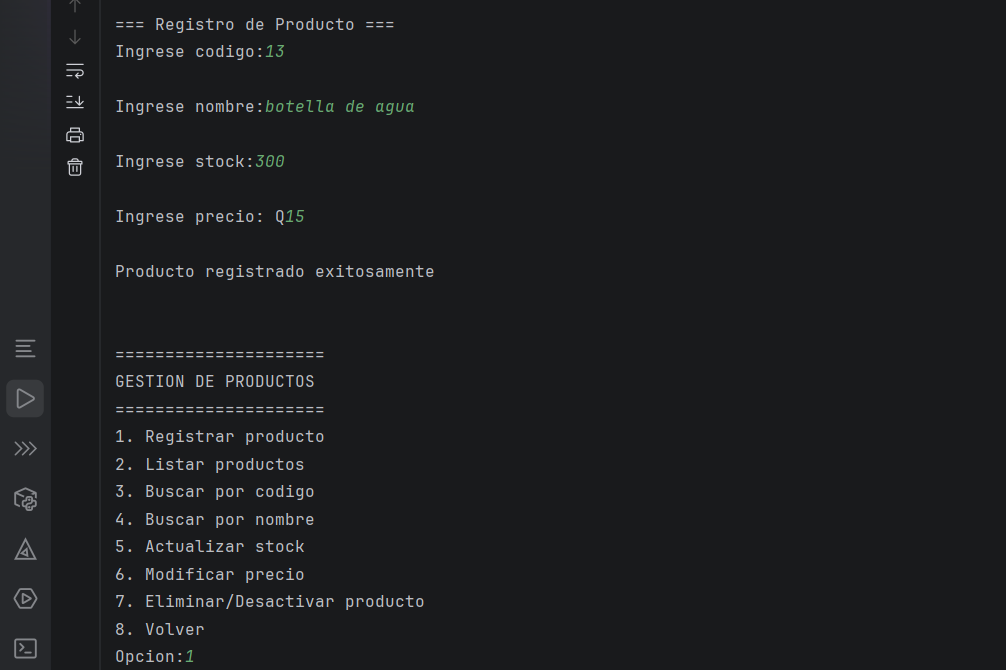 === Registro de Producto ===
Ingrese codigo:13
Ingrese nombre:botella de agua
Ingrese stock:300
Ingrese precio: Q15
Producto registrado exitosamente
=====================
GESTION DE PRODUCTOS
=====================
1. Registrar producto
2. Listar productos
3. Buscar por codigo
4. Buscar por nombre
5. Actualizar stock
6. Modificar precio
7. Eliminar/Desactivar producto
8. Volver
Opcion:1